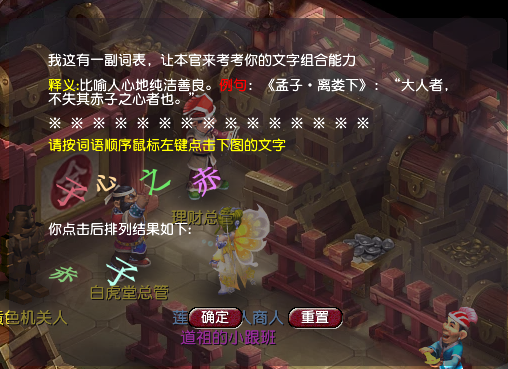 我这有一副词表，让本官来考考你的文字组合能力
释义:比喻人心地纯洁善良。例句：《孟子·离娄下》：“大人者，
不失其赤子之心者也。”
※ ※ ※ ※ ※ ※ ※ ※ ※ ※ ※ ※ ※ ※ ※
请按词语顺序鼠标左键点击下图的文字
心 之 赤
理财总管
你点击后排列结果如下:
赤 子
白虎堂总管
黄色机关人
莲
确定
人商人
重置
道祖的小跟班